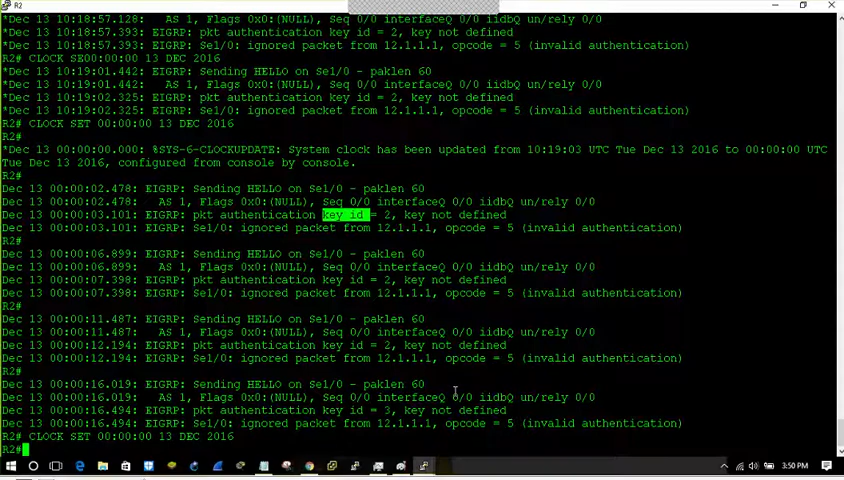 R2
*Dec 13 10:18:57.128:   AS 1, Flags 0x0:(NULL), Seq 0/0 interfaceQ 0/0 iidbQ un/rely 0/0
*Dec 13 10:18:57.393: EIGRP: pkt authentication key id = 2, key not defined
*Dec 13 10:18:57.393: EIGRP: Se1/0: ignored packet from 12.1.1.1, opcode = 5 (invalid authentication)
R2# CLOCK SE00:00:00 13 DEC 2016
*Dec 13 10:19:01.442: EIGRP: Sending HELLO on Se1/0 - paklen 60
*Dec 13 10:19:01.442:   AS 1, Flags 0x0:(NULL), Seq 0/0 interfaceQ 0/0 iidbQ un/rely 0/0
*Dec 13 10:19:02.325: EIGRP: pkt authentication key id = 2, key not defined
*Dec 13 10:19:02.325: EIGRP: Se1/0: ignored packet from 12.1.1.1, opcode = 5 (invalid authentication)
R2# CLOCK SET 00:00:00 13 DEC 2016
R2#
*Dec 13 00:00:00.000: %SYS-6-CLOCKUPDATE: System clock has been updated from 10:19:03 UTC Tue Dec 13 2016 to 00:00:00 UTC
Tue Dec 13 2016, configured from console by console.
R2#
Dec 13 00:00:02.478: EIGRP: Sending HELLO on Se1/0 - paklen 60
Dec 13 00:00:02.478:   AS 1, Flags 0x0:(NULL), Seq 0/0 interfaceQ 0/0 iidbQ un/rely 0/0
Dec 13 00:00:03.101: EIGRP: pkt authentication key id = 2, key not defined
Dec 13 00:00:03.101: EIGRP: Se1/0: ignored packet from 12.1.1.1, opcode = 5 (invalid authentication)
R2#
Dec 13 00:00:06.899: EIGRP: Sending HELLO on Se1/0 - paklen 60
Dec 13 00:00:06.899:   AS 1, Flags 0x0:(NULL), Seq 0/0 interfaceQ 0/0 iidbQ un/rely 0/0
Dec 13 00:00:07.398: EIGRP: pkt authentication key id = 2, key not defined
Dec 13 00:00:07.398: EIGRP: Se1/0: ignored packet from 12.1.1.1, opcode = 5 (invalid authentication)
R2#
Dec 13 00:00:11.487: EIGRP: Sending HELLO on Se1/0 - paklen 60
Dec 13 00:00:11.487:   AS 1, Flags 0x0:(NULL), Seq 0/0 interfaceQ 0/0 iidbQ un/rely 0/0
Dec 13 00:00:12.194: EIGRP: pkt authentication key id = 2, key not defined
Dec 13 00:00:12.194: EIGRP: Se1/0: ignored packet from 12.1.1.1, opcode = 5 (invalid authentication)
R2#
Dec 13 00:00:16.019: EIGRP: Sending HELLO on Se1/0 - paklen 60
Dec 13 00:00:16.019:   AS 1, Flags 0x0:(NULL), Seq 0/0 interfaceQ 0/0 iidbQ un/rely 0/0
Dec 13 00:00:16.494: EIGRP: pkt authentication key id = 3, key not defined
Dec 13 00:00:16.494: EIGRP: Se1/0: ignored packet from 12.1.1.1, opcode = 5 (invalid authentication)
R2# CLOCK SET 00:00:00 13 DEC 2016
R2#
3:50 PM